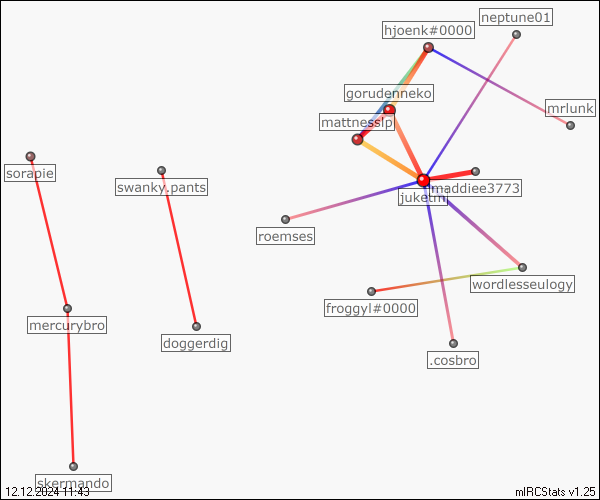 neptune01
hjoenk#0000
gorudenneko
mrlunk
mattnesslp
sorapie
swanky.pants
maddiee3773
juketm
roemses
wordlesseulogy
froggyl#0000
mercurybro
doggerdig
.cosbro
skermando
12.12.2024 11:43
mIRCStats v1.25